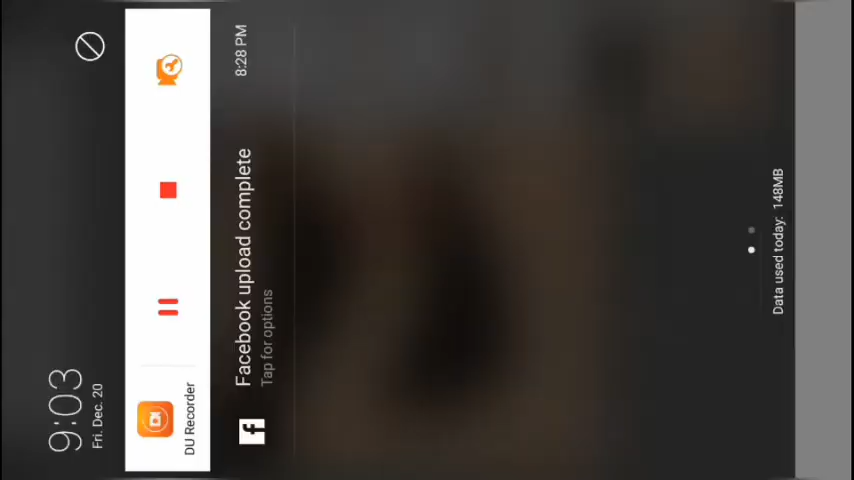 9:03
Fri. Dec. 20
DU Recorder
Facebook upload complete
8:28 PM
Tap for options
Data used today: 148MB